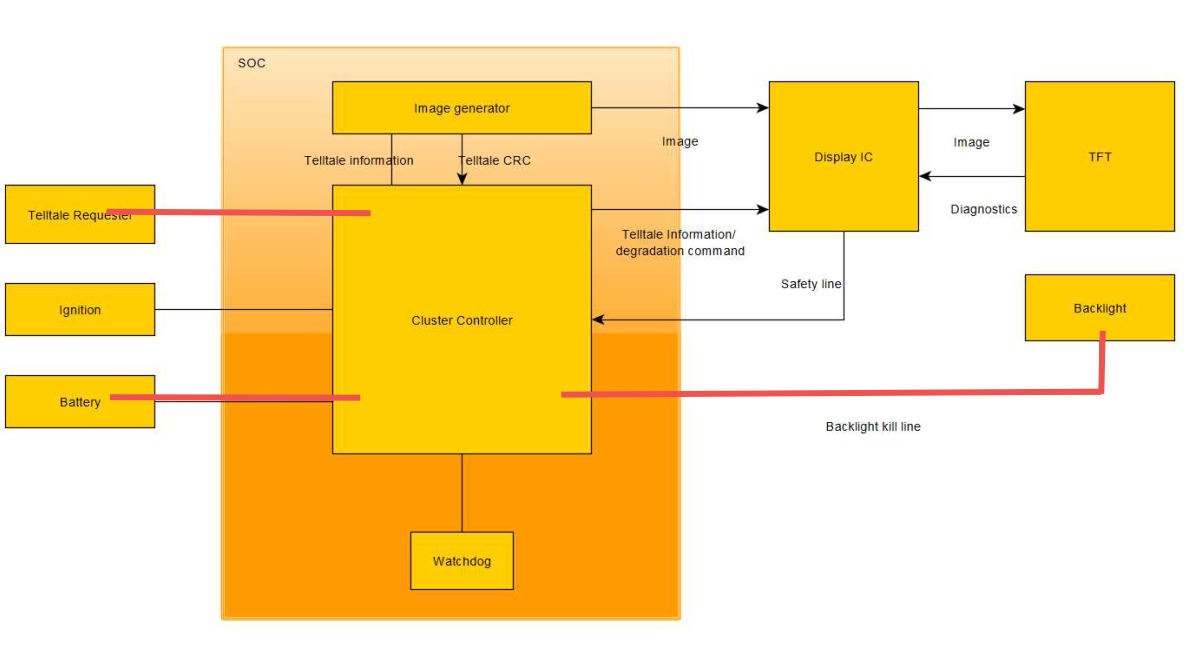 SOC
Image generator
Image
Telltale information
Telltale CRC
Display IC
Image
TFT
Diagnostics
Telltale Requester
Telltale Information/
degradation command
Safety line
Ignition
Cluster Controller
Backlight
Battery
Backlight kill line
Watchdog